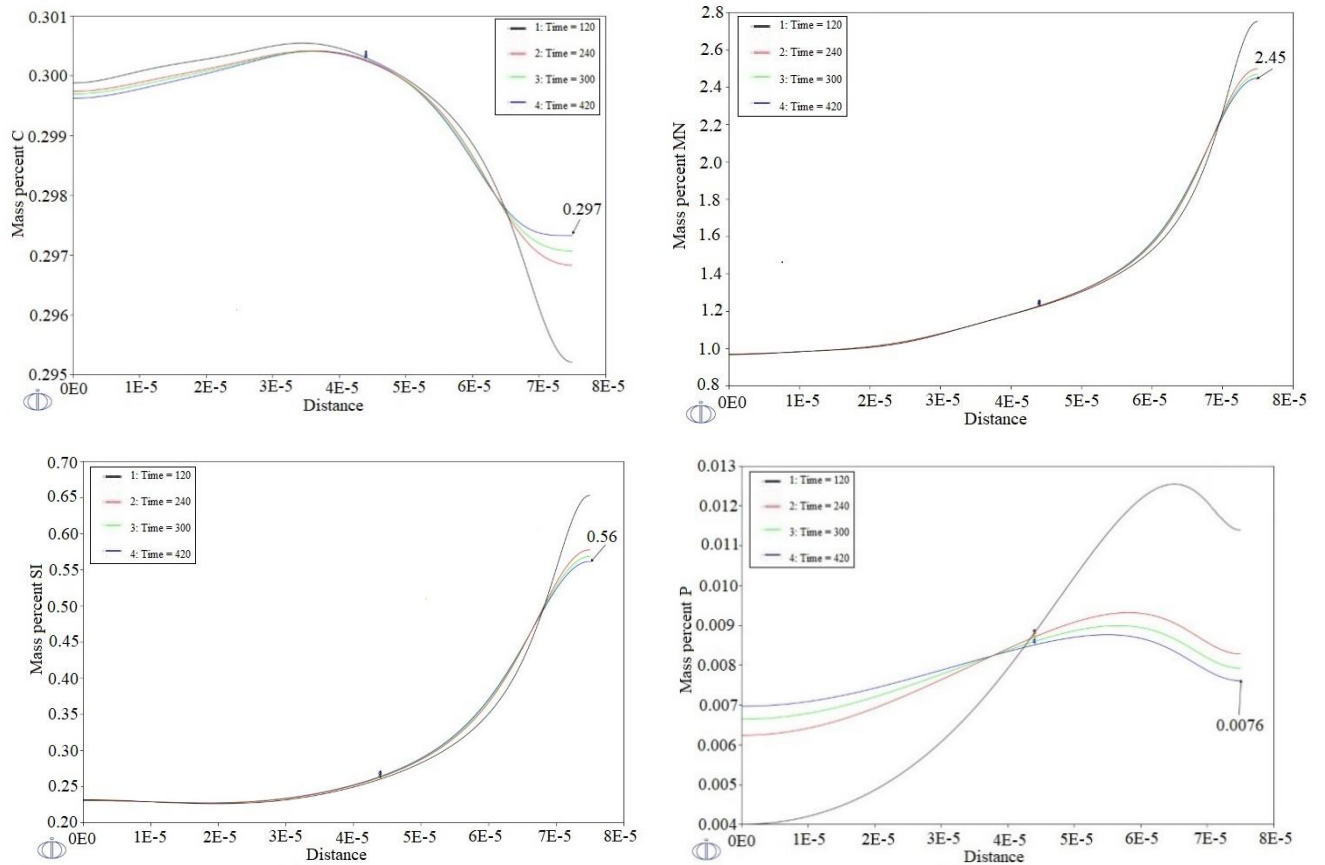 0.301
0.300
0.299
0.298
0.297
0.296
0.295
Mass percent C
1: Time = 120
2: Time = 240
3: Time = 300
4: Time = 420
0.297
0E0 1E-5 2E-5 3E-5 4E-5 5E-5 6E-5 7E-5 8E-5
Distance
2.8
2.6
2.4
2.2
2.0
1.8
1.6
1.4
1.2
1.0
0.8
Mass percent MN
1: Time = 120
2: Time = 240
3: Time = 300
4: Time = 420
2.45
0E0 1E-5 2E-5 3E-5 4E-5 5E-5 6E-5 7E-5 8E-5
Distance
0.70
0.65
0.60
0.55
0.50
0.45
0.40
0.35
0.30
0.25
0.20
Mass percent SI
1: Time = 120
2: Time = 240
3: Time = 300
4: Time = 420
0.56
0E0 1E-5 2E-5 3E-5 4E-5 5E-5 6E-5 7E-5 8E-5
Distance
0.013
0.012
0.011
0.010
0.009
0.008
0.007
0.006
0.005
0.004
Mass percent P
1: Time = 120
2: Time = 240
3: Time = 300
4: Time = 420
0.0076
0E0 1E-5 2E-5 3E-5 4E-5 5E-5 6E-5 7E-5 8E-5
Distance